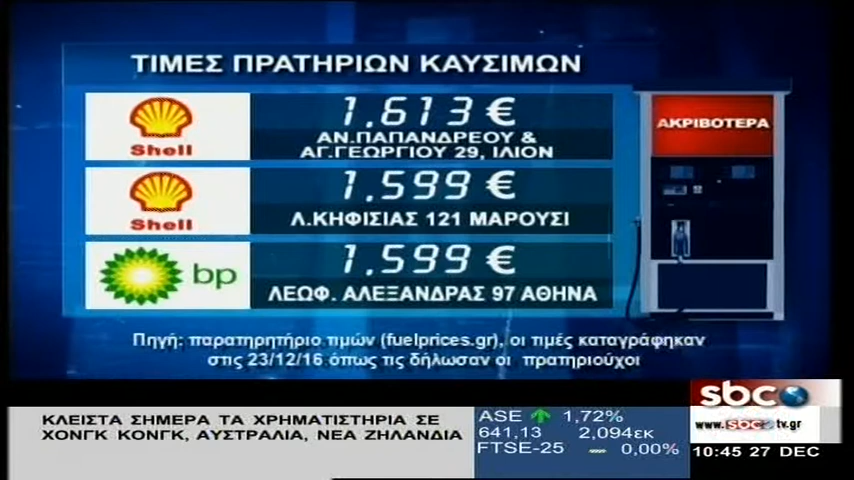 ΤΙΜΕΣ ΠΡΑΤΗΡΙΩΝ ΚΑΥΣΙΜΩΝ
Shell
1.613 €
ΑΝ.ΠΑΠΑΝΔΡΕΟΥ &
ΑΓ.ΓΕΩΡΓΙΟΥ 29, ΙΛΙΟΝ
ΑΚΡΙΒΟΤΕΡΑ
Shell
1.599 €
Λ.ΚΗΦΙΣΙΑΣ 121 ΜΑΡΟΥΣΙ
bp
1.599 €
ΛΕΩΦ. ΑΛΕΞΑΝΔΡΑΣ 97 ΑΘΗΝΑ
Πηγή: παρατηρητήριο τιμών (fuelprices.gr), οι τιμές καταγράφηκαν
στις 23/12/16 όπως τις δήλωσαν οι πρατηριούχοι
sbc
www.sbctv.gr
10:45 27 DEC
ΚΛΕΙΣΤΑ ΣΗΜΕΡΑ ΤΑ ΧΡΗΜΑΤΙΣΤΗΡΙΑ ΣΕ
ΧΟΝΓΚ ΚΟΝΓΚ, ΑΥΣΤΡΑΛΙΑ, ΝΕΑ ΖΗΛΑΝΔΙΑ
ASE 1,72%
641,13 2,094εκ
FTSE-25 0,00%